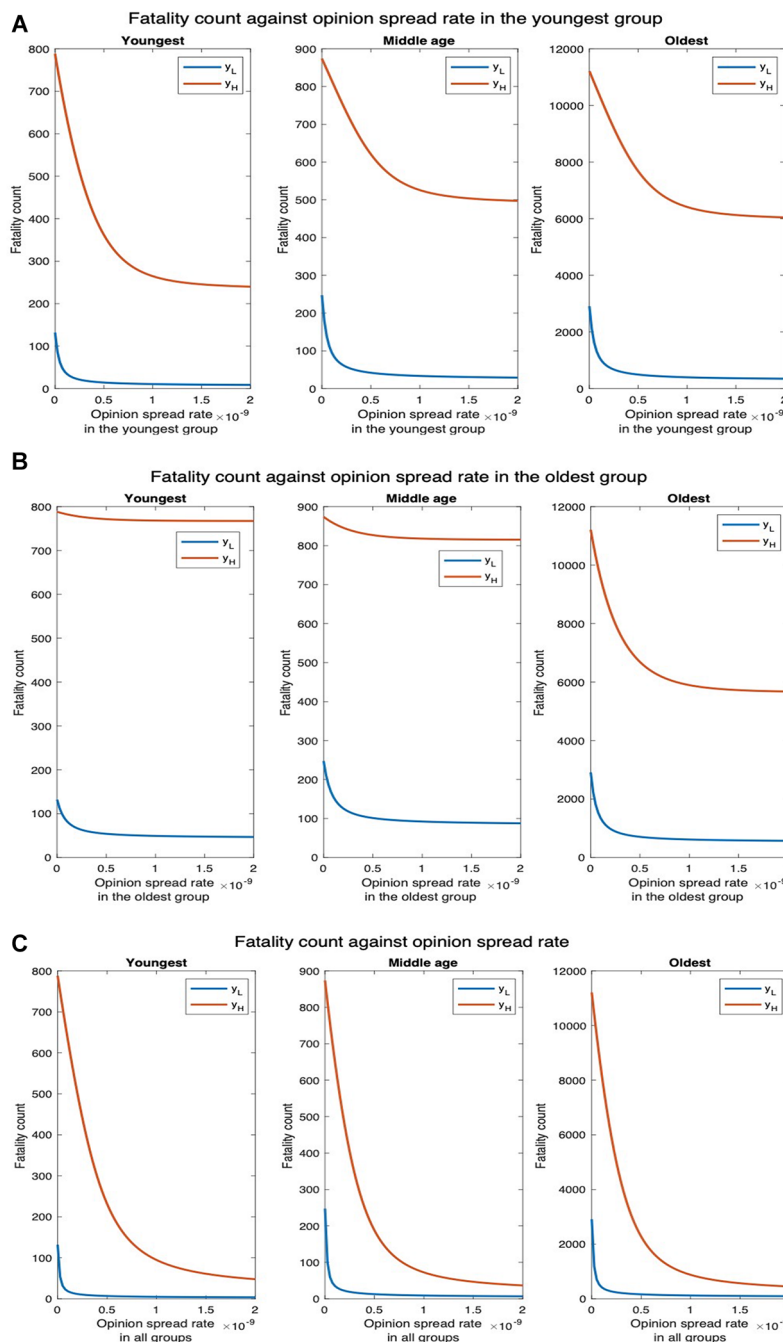 A
Fatality count against opinion spread rate in the youngest group
Youngest
800
700
600
500
400
300
200
100
0
Fatality count
y_L
y_H
0 0.5 1 1.5 2
Opinion spread rate ×10^-9
in the youngest group
Middle age
900
800
700
600
500
400
300
200
100
0
Fatality count
y_L
y_H
0 0.5 1 1.5 2
Opinion spread rate ×10^-9
in the youngest group
Oldest
12000
10000
8000
6000
4000
2000
0
Fatality count
y_L
y_H
0 0.5 1 1.5 2
Opinion spread rate ×10^-9
in the youngest group
B
Fatality count against opinion spread rate in the oldest group
Youngest
800
700
600
500
400
300
200
100
0
Fatality count
y_L
y_H
0 0.5 1 1.5 2
Opinion spread rate ×10^-9
in the oldest group
Middle age
900
800
700
600
500
400
300
200
100
0
Fatality count
y_L
y_H
0 0.5 1 1.5 2
Opinion spread rate ×10^-9
in the oldest group
Oldest
12000
10000
8000
6000
4000
2000
0
Fatality count
y_L
y_H
0 0.5 1 1.5
Opinion spread rate ×10^-9
in the oldest group
C
Fatality count against opinion spread rate
Youngest
800
700
600
500
400
300
200
100
0
Fatality count
y_L
y_H
0 0.5 1 1.5 2
Opinion spread rate ×10^-9
in all groups
Middle age
900
800
700
600
500
400
300
200
100
0
Fatality count
y_L
y_H
0 0.5 1 1.5 2
Opinion spread rate ×10^-9
in all groups
Oldest
12000
10000
8000
6000
4000
2000
0
Fatality count
y_L
y_H
0 0.5 1 1.5
Opinion spread rate ×10^-9
in all groups